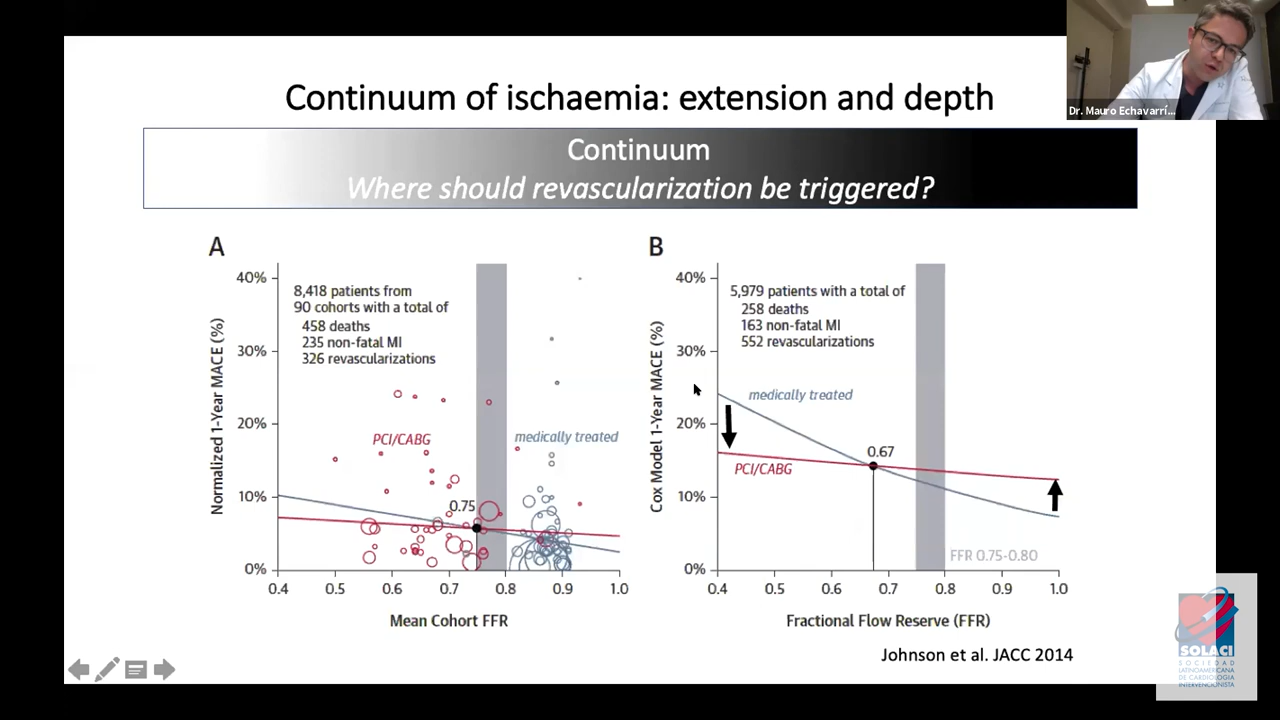 Dr. Mauro Echavarrí...
Continuum of ischaemia: extension and depth
Continuum
Where should revascularization be triggered?
A
Normalized 1-Year MACE (%)
40%
30%
20%
10%
0%
8,418 patients from
90 cohorts with a total of
458 deaths
235 non-fatal MI
326 revascularizations
PCI/CABG
medically treated
0.75
0.4
0.5
0.6
0.7
0.8
0.9
1.0
Mean Cohort FFR
B
Cox Model 1-Year MACE (%)
40%
30%
20%
10%
0%
5,979 patients with a total of
258 deaths
163 non-fatal MI
552 revascularizations
medically treated
0.67
PCI/CABG
FFR 0.75-0.80
0.4
0.5
0.6
0.7
0.8
0.9
1.0
Fractional Flow Reserve (FFR)
Johnson et al. JACC 2014
SOLACI
SOCIEDAD
LATINOAMERICANA
DE CARDIOLOGIA
INTERVENCIONISTA